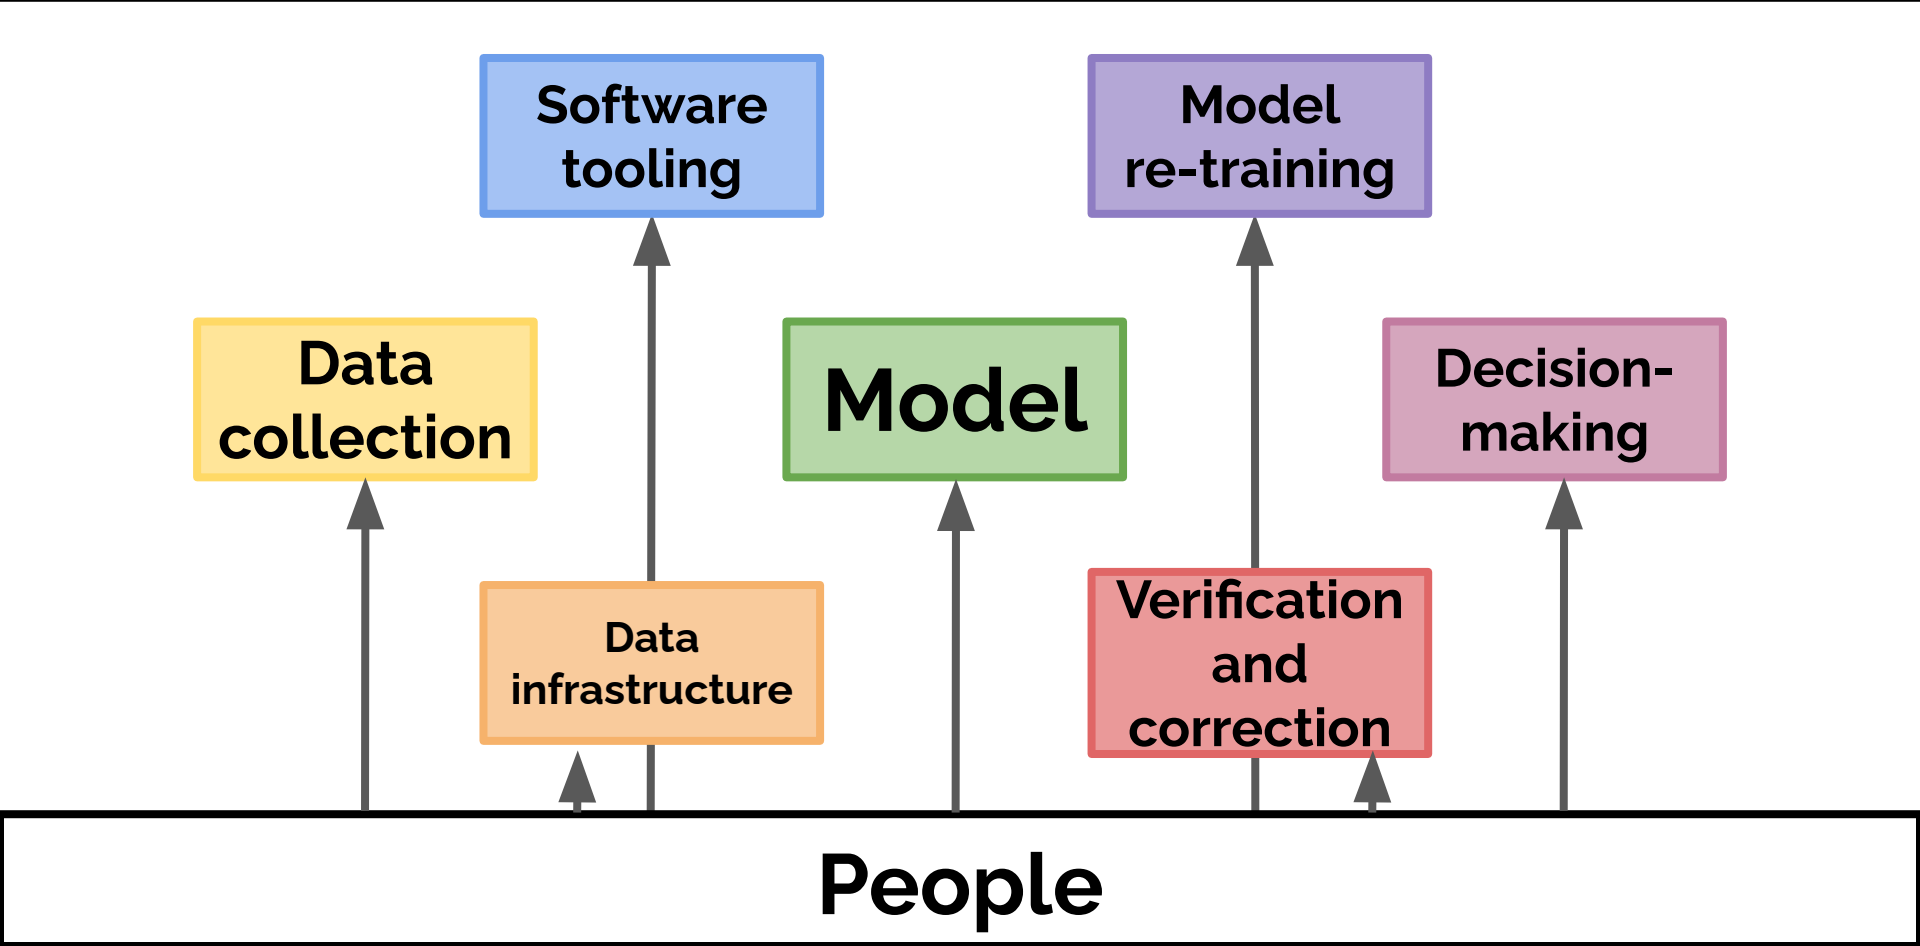 Software
tooling
Model
re-training
Data
collection
Model
Decision-
making
Data
infrastructure
Verification
and
correction
People